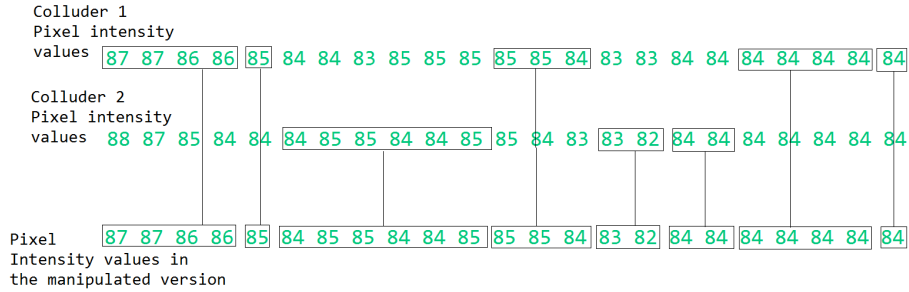 Colluder 1
Pixel intensity
values 87 87 86 86 85 84 84 83 85 85 85 85 85 84 83 83 84 84 84 84 84 84 84
Colluder 2
Pixel intensity
values 88 87 85 84 84 84 85 85 84 84 85 85 84 83 83 82 84 84 84 84 84 84 84
Pixel 87 87 86 86 85 84 85 85 84 84 85 85 85 84 83 82 84 84 84 84 84 84 84
Intensity values in
the manipulated version